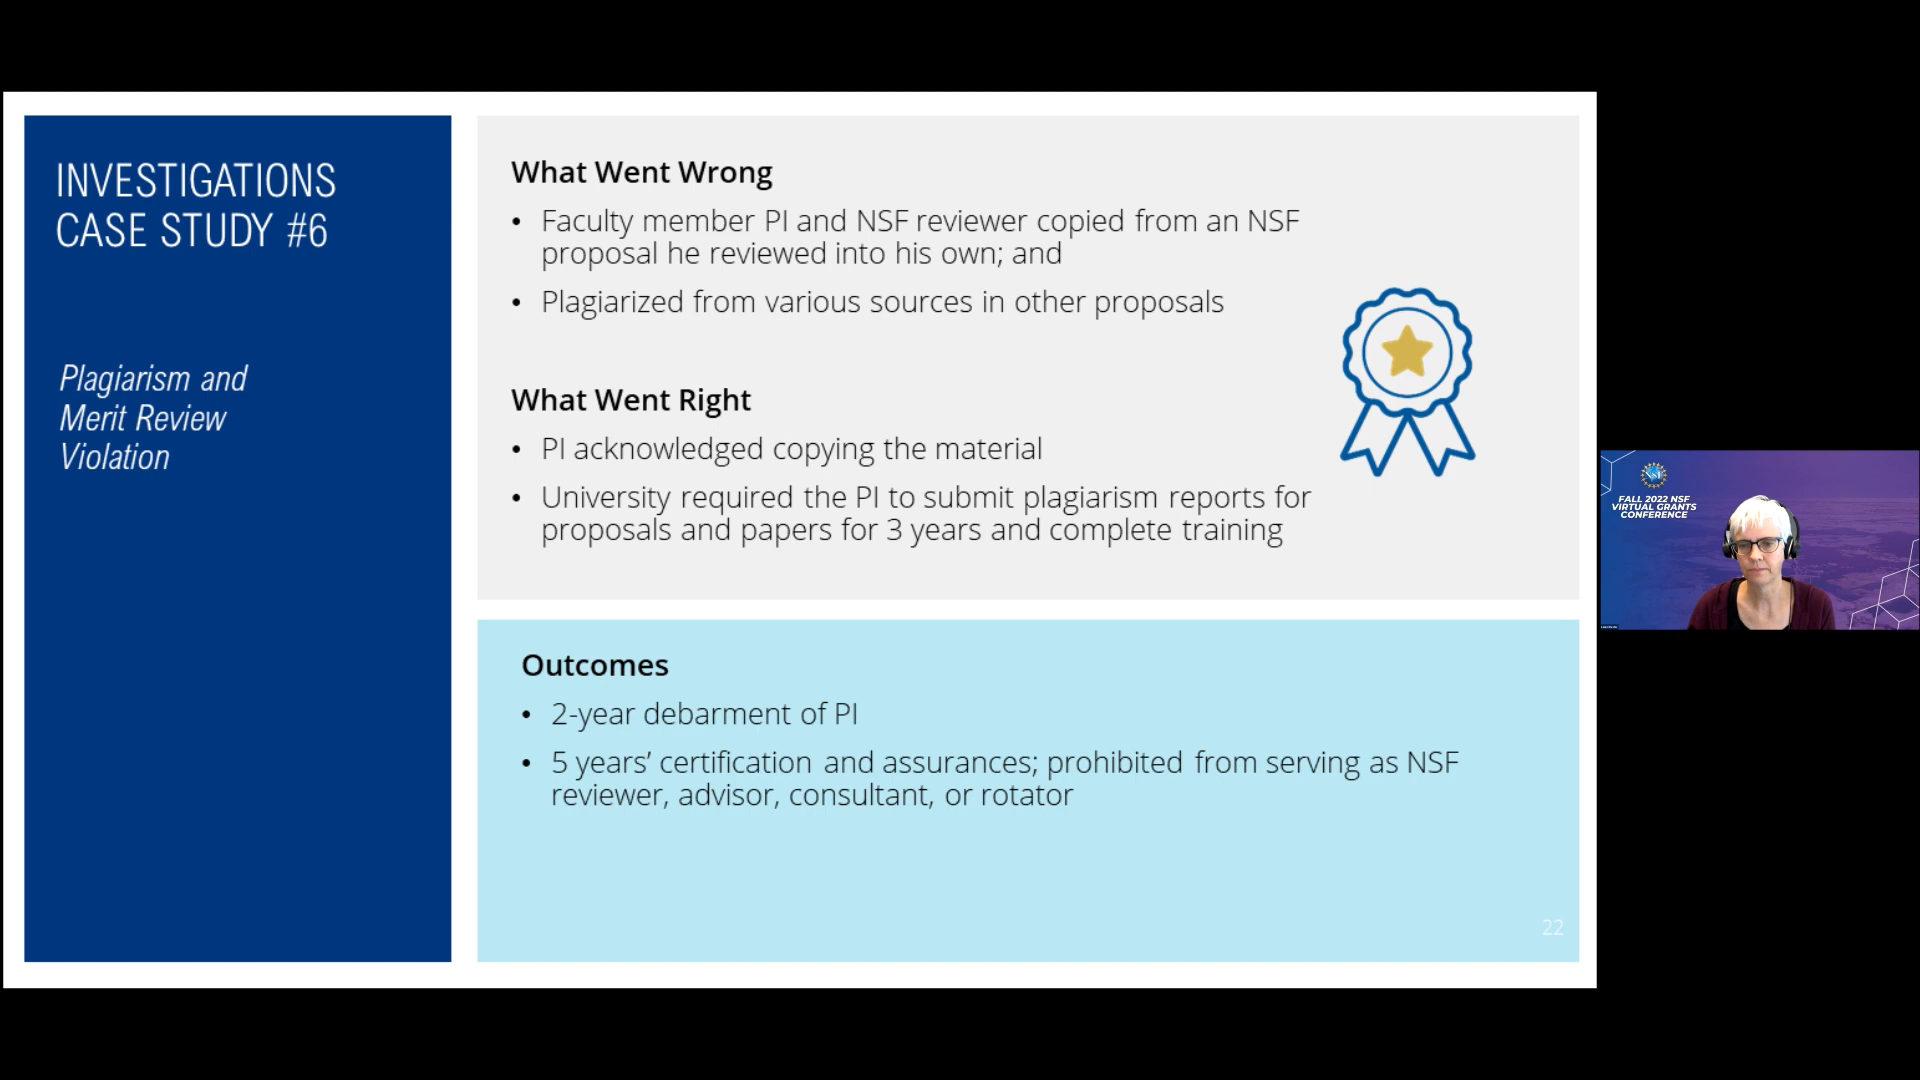 INVESTIGATIONS
CASE STUDY #6
Plagiarism and
Merit Review
Violation
What Went Wrong
• Faculty member PI and NSF reviewer copied from an NSF
proposal he reviewed into his own; and
• Plagiarized from various sources in other proposals
What Went Right
• PI acknowledged copying the material
• University required the PI to submit plagiarism reports for
proposals and papers for 3 years and complete training
Outcomes
• 2-year debarment of PI
• 5 years’ certification and assurances; prohibited from serving as NSF
reviewer, advisor, consultant, or rotator
22
NSF
FALL 2022 NSF
VIRTUAL GRANTS
CONFERENCE